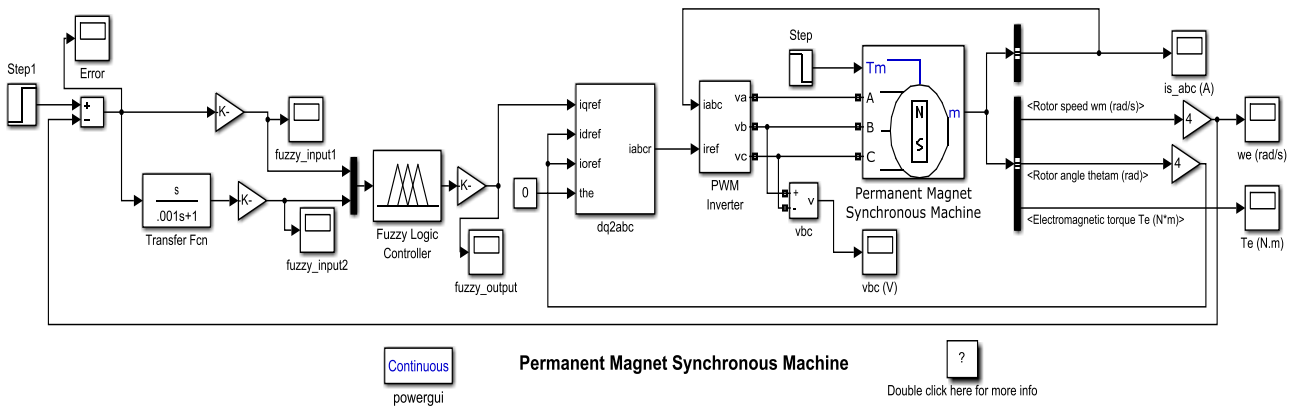 Step1
Error
+
−
K-
fuzzy_input1
s
.001s+1
Transfer Fcn
K-
fuzzy_input2
Fuzzy Logic
Controller
K-
fuzzy_output
0
iqref
idref
ioref
the
iabcr
dq2abc
iabc
iref
va
vb
vc
PWM
Inverter
Step
Tm
A
B
C
N
S
m
Permanent Magnet
Synchronous Machine
+
-
v
vbc
vbc (V)
is_abc (A)
<Rotor speed wm (rad/s)>
4
we (rad/s)
<Rotor angle thetam (rad)>
4
<Electromagnetic torque Te (N*m)>
Te (N.m)
Continuous
powergui
Permanent Magnet Synchronous Machine
?
Double click here for more info